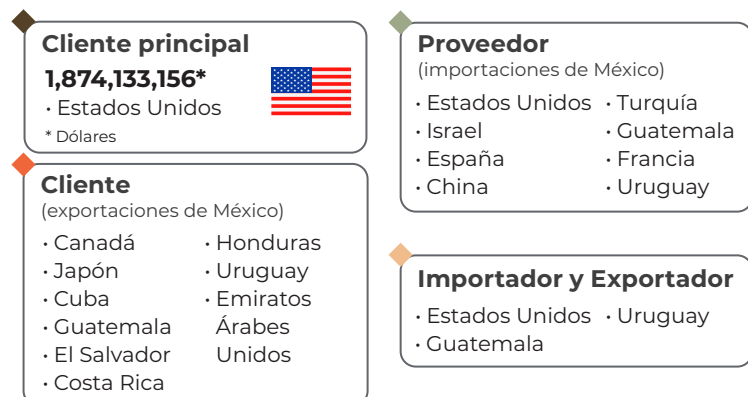 Cliente principal
1,874,133,156*
· Estados Unidos
* Dólares
Cliente
(exportaciones de México)
· Canadá
· Japón
· Cuba
· Guatemala
· El Salvador
· Costa Rica
· Honduras
· Uruguay
· Emiratos
Árabes
Unidos
Proveedor
(importaciones de México)
· Estados Unidos
· Israel
· España
· China
· Turquía
· Guatemala
· Francia
· Uruguay
Importador y Exportador
· Estados Unidos
· Guatemala
· Uruguay